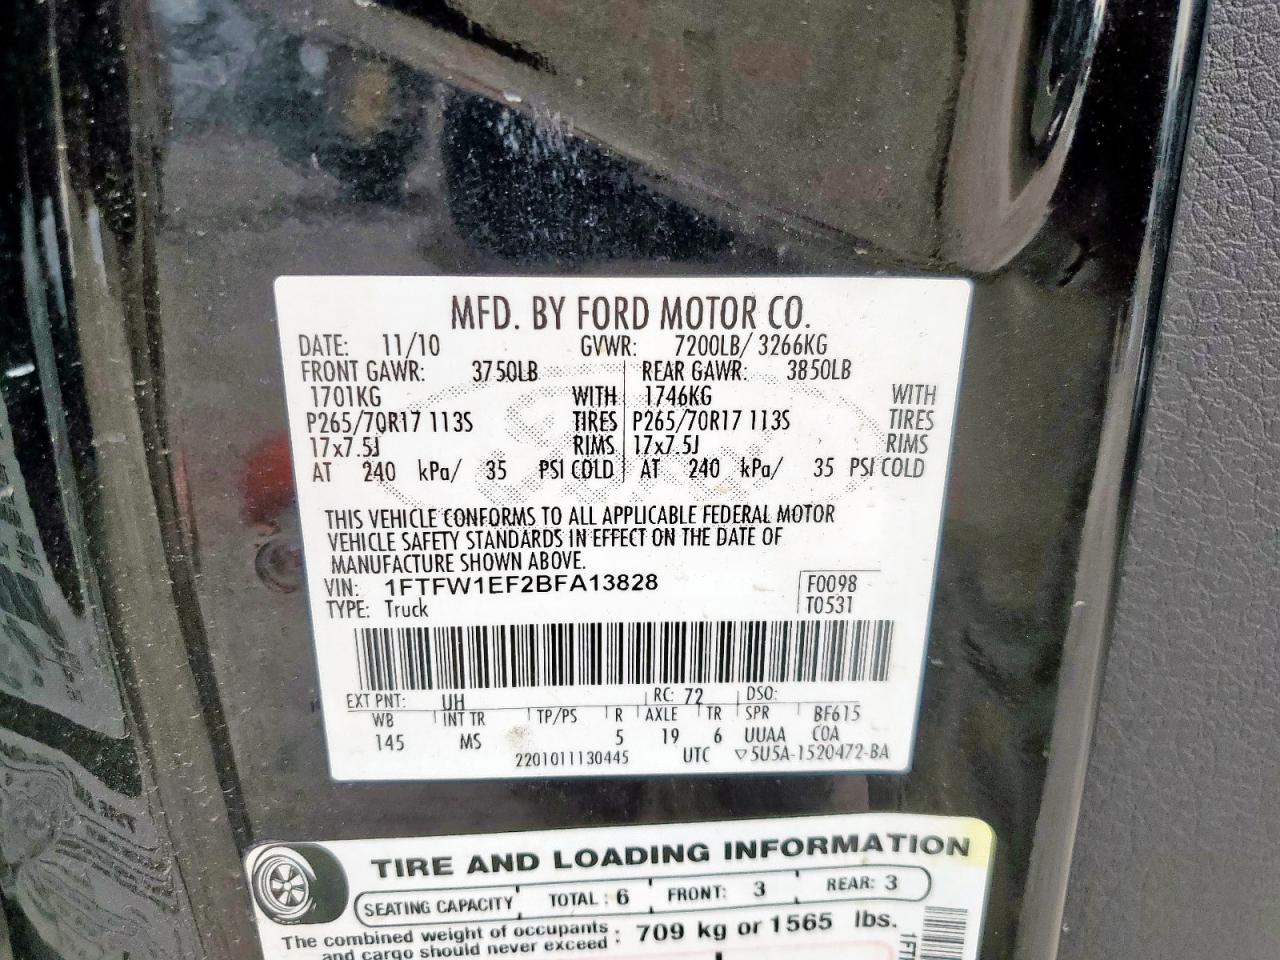 MFD. BY FORD MOTOR CO.
DATE: 11/10 GVWR: 7200LB/ 3266KG
FRONT GAWR: 3750LB REAR GAWR: 3850LB
1701KG WITH 1746KG WITH
P265/70R17 113S TIRES P265/70R17 113S TIRES
17x7.5J RIMS 17x7.5J RIMS
AT 240 kPa/ 35 PSI COLD AT 240 kPa/ 35 PSI COLD
THIS VEHICLE CONFORMS TO ALL APPLICABLE FEDERAL MOTOR
VEHICLE SAFETY STANDARDS IN EFFECT ON THE DATE OF
MANUFACTURE SHOWN ABOVE.
VIN: 1FTFW1EF2BFA13828 F0098
TYPE: Truck T0531
EXT PNT: UH RC: 72 DSO:
WB INT TR TP/PS R AXLE TR SPR BF615
145 MS 5 19 6 UUAA COA
2201011130445 UTC ▽5U5A-1520472-BA
TIRE AND LOADING INFORMATION
SEATING CAPACITY TOTAL : 6 FRONT: 3 REAR: 3
The combined weight of occupants : 709 kg or 1565 lbs.
and cargo should never exceed :